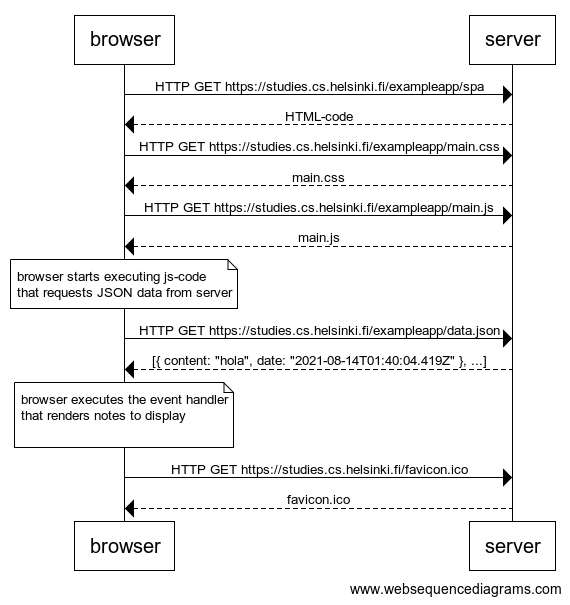 browser server
HTTP GET https://studies.cs.helsinki.fi/exampleapp/spa
HTML-code
HTTP GET https://studies.cs.helsinki.fi/exampleapp/main.css
main.css
HTTP GET https://studies.cs.helsinki.fi/exampleapp/main.js
main.js
browser starts executing js-code
that requests JSON data from server
HTTP GET https://studies.cs.helsinki.fi/exampleapp/data.json
[{ content: "hola", date: "2021-08-14T01:40:04.419Z" }, ...]
browser executes the event handler
that renders notes to display
HTTP GET https://studies.cs.helsinki.fi/favicon.ico
favicon.ico
browser server
www.websequencediagrams.com